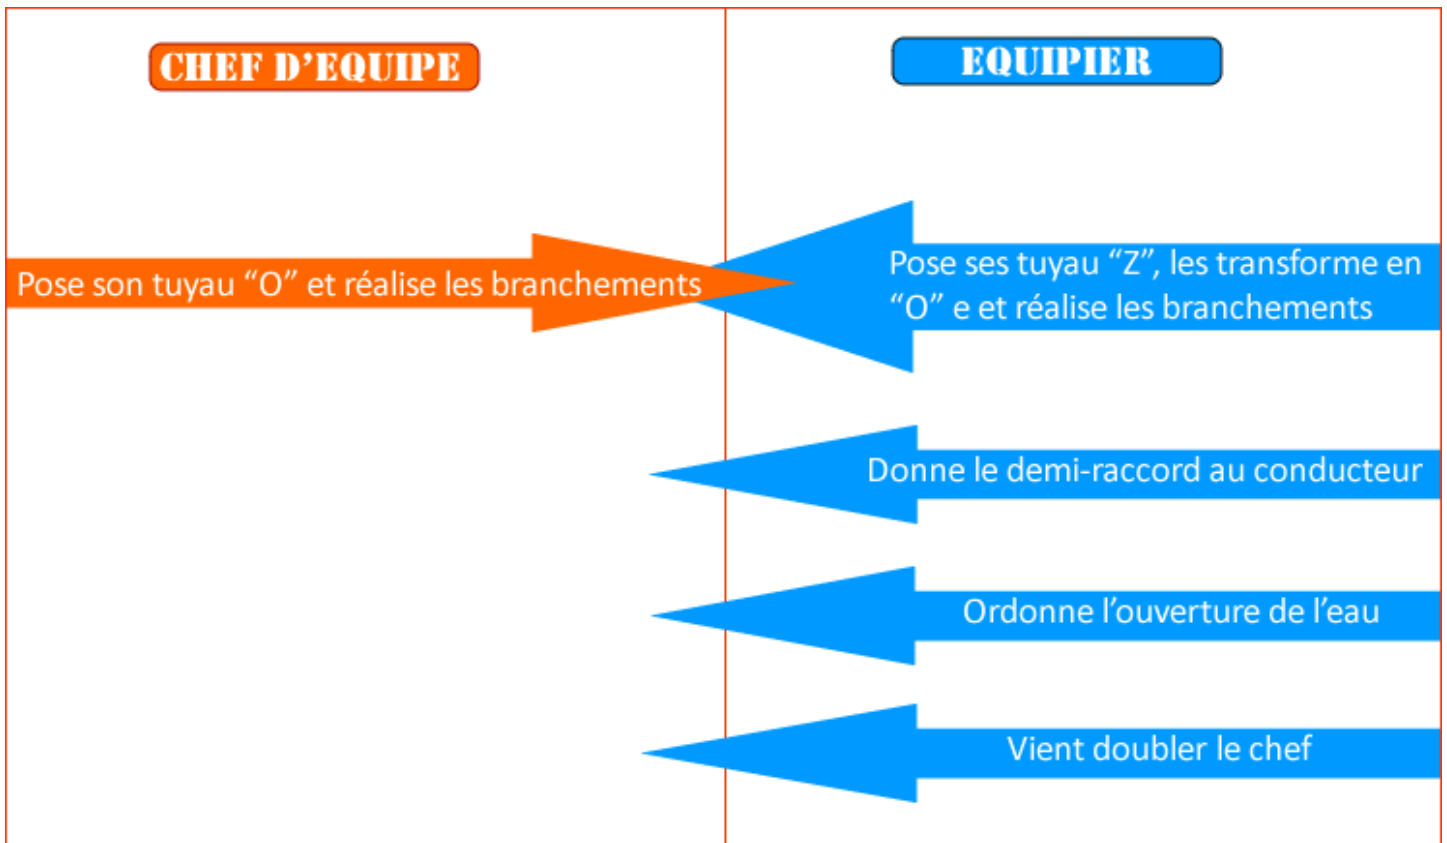 CHEF D'EQUIPE
EQUIPIER
Pose son tuyau “O” et réalise les branchements
Pose ses tuyau “Z”, les transforme en
“O” e et réalise les branchements
Donne le demi-raccord au conducteur
Ordonne l’ouverture de l’eau
Vient doubler le chef